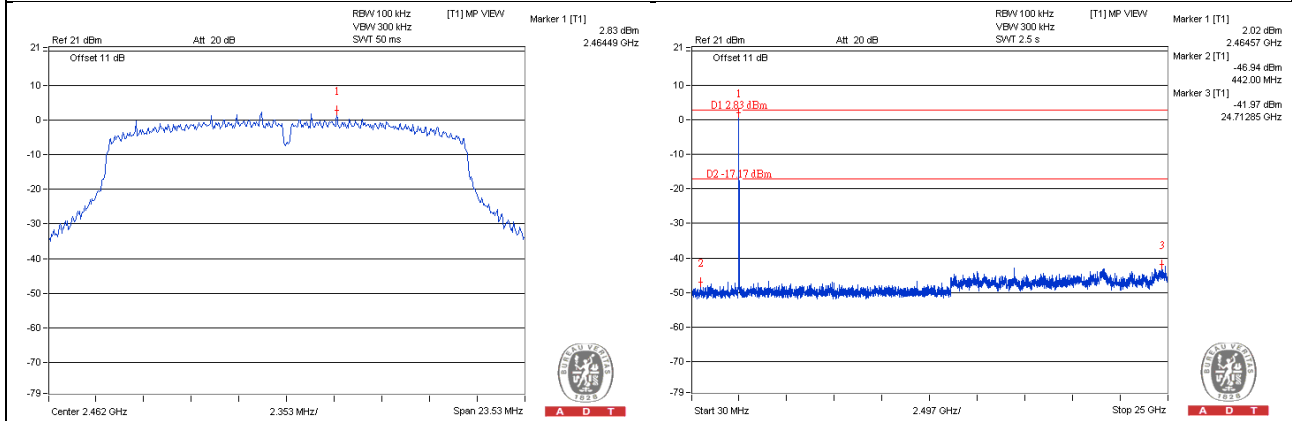 RBW 100 kHz [T1] MP VIEW
VBW 300 kHz
Ref 21 dBm Att 20 dB SWT 50 ms
Marker 1 [T1]
2.83 dBm
2.46449 GHz
21
Offset 11 dB
10
0
-10
-20
-30
-40
-50
-60
-70
-79
1
Center 2.462 GHz 2.353 MHz/ Span 23.53 MHz
BUREAU VERITAS
1828
A D T
RBW 100 kHz [T1] MP VIEW
VBW 300 kHz
Ref 21 dBm Att 20 dB SWT 2.5 s
Marker 1 [T1]
2.02 dBm
2.46457 GHz
Marker 2 [T1]
-46.94 dBm
442.00 MHz
Marker 3 [T1]
-41.97 dBm
24.71285 GHz
21
Offset 11 dB
10
0
-10
-20
-30
-40
-50
-60
-70
-79
1
D1 2.83 dBm
D2 -17.17 dBm
2
3
Start 30 MHz 2.497 GHz/ Stop 25 GHz
BUREAU VERITAS
1828
A D T